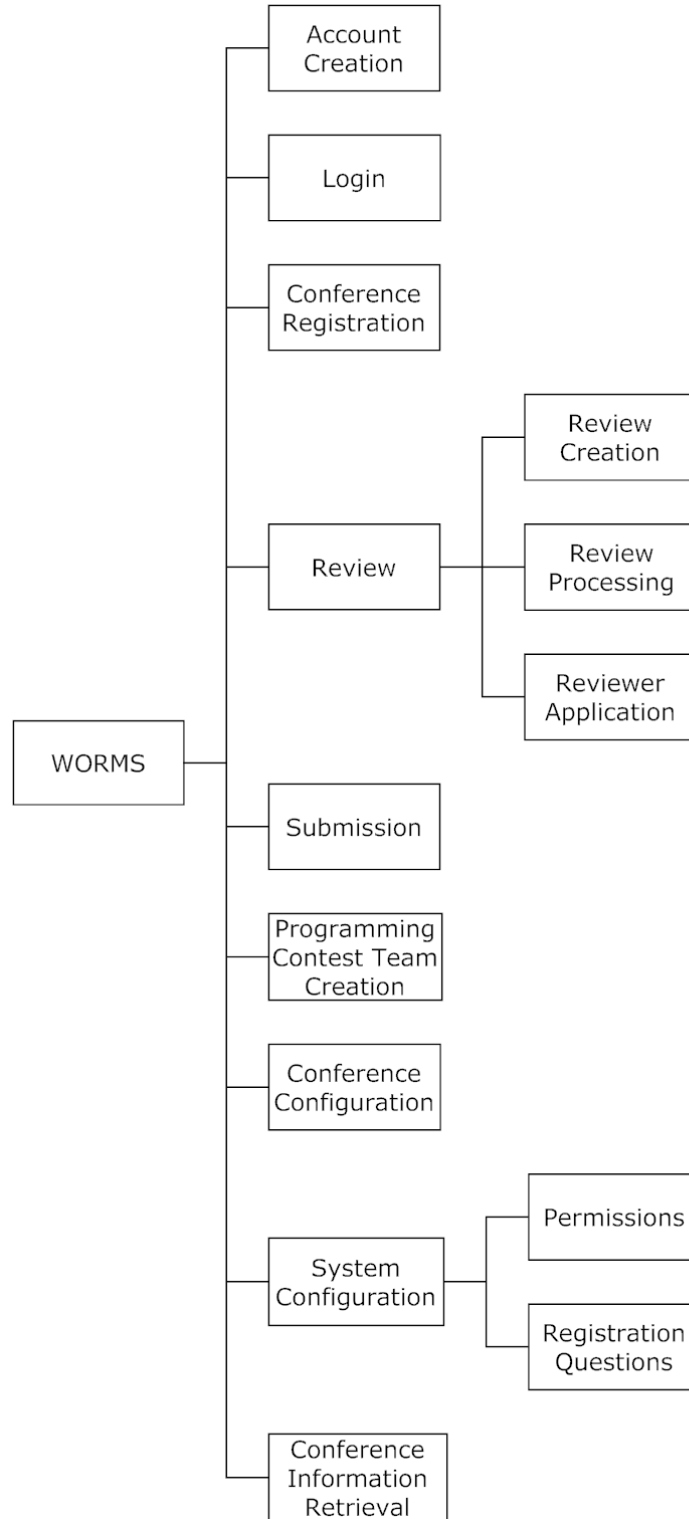 Account
Creation
Login
Conference
Registration
Review
Creation
Review
Review
Processing
Reviewer
Application
WORMS
Submission
Programming
Contest Team
Creation
Conference
Configuration
Permissions
System
Configuration
Registration
Questions
Conference
Information
Retrieval